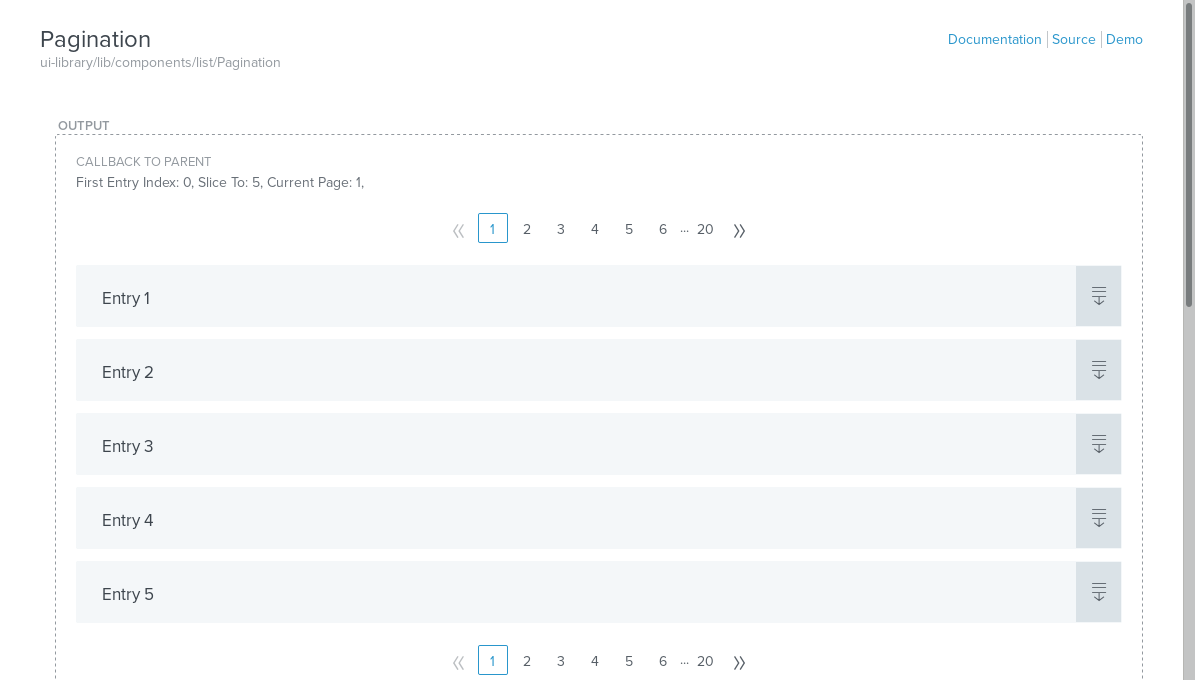 Pagination
Documentation Source Demo
ui-library/lib/components/list/Pagination
OUTPUT
CALLBACK TO PARENT
First Entry Index: 0, Slice To: 5, Current Page: 1,
« 1 2 3 4 5 6 ... 20 »
Entry 1
Entry 2
Entry 3
Entry 4
Entry 5
« 1 2 3 4 5 6 ... 20 »